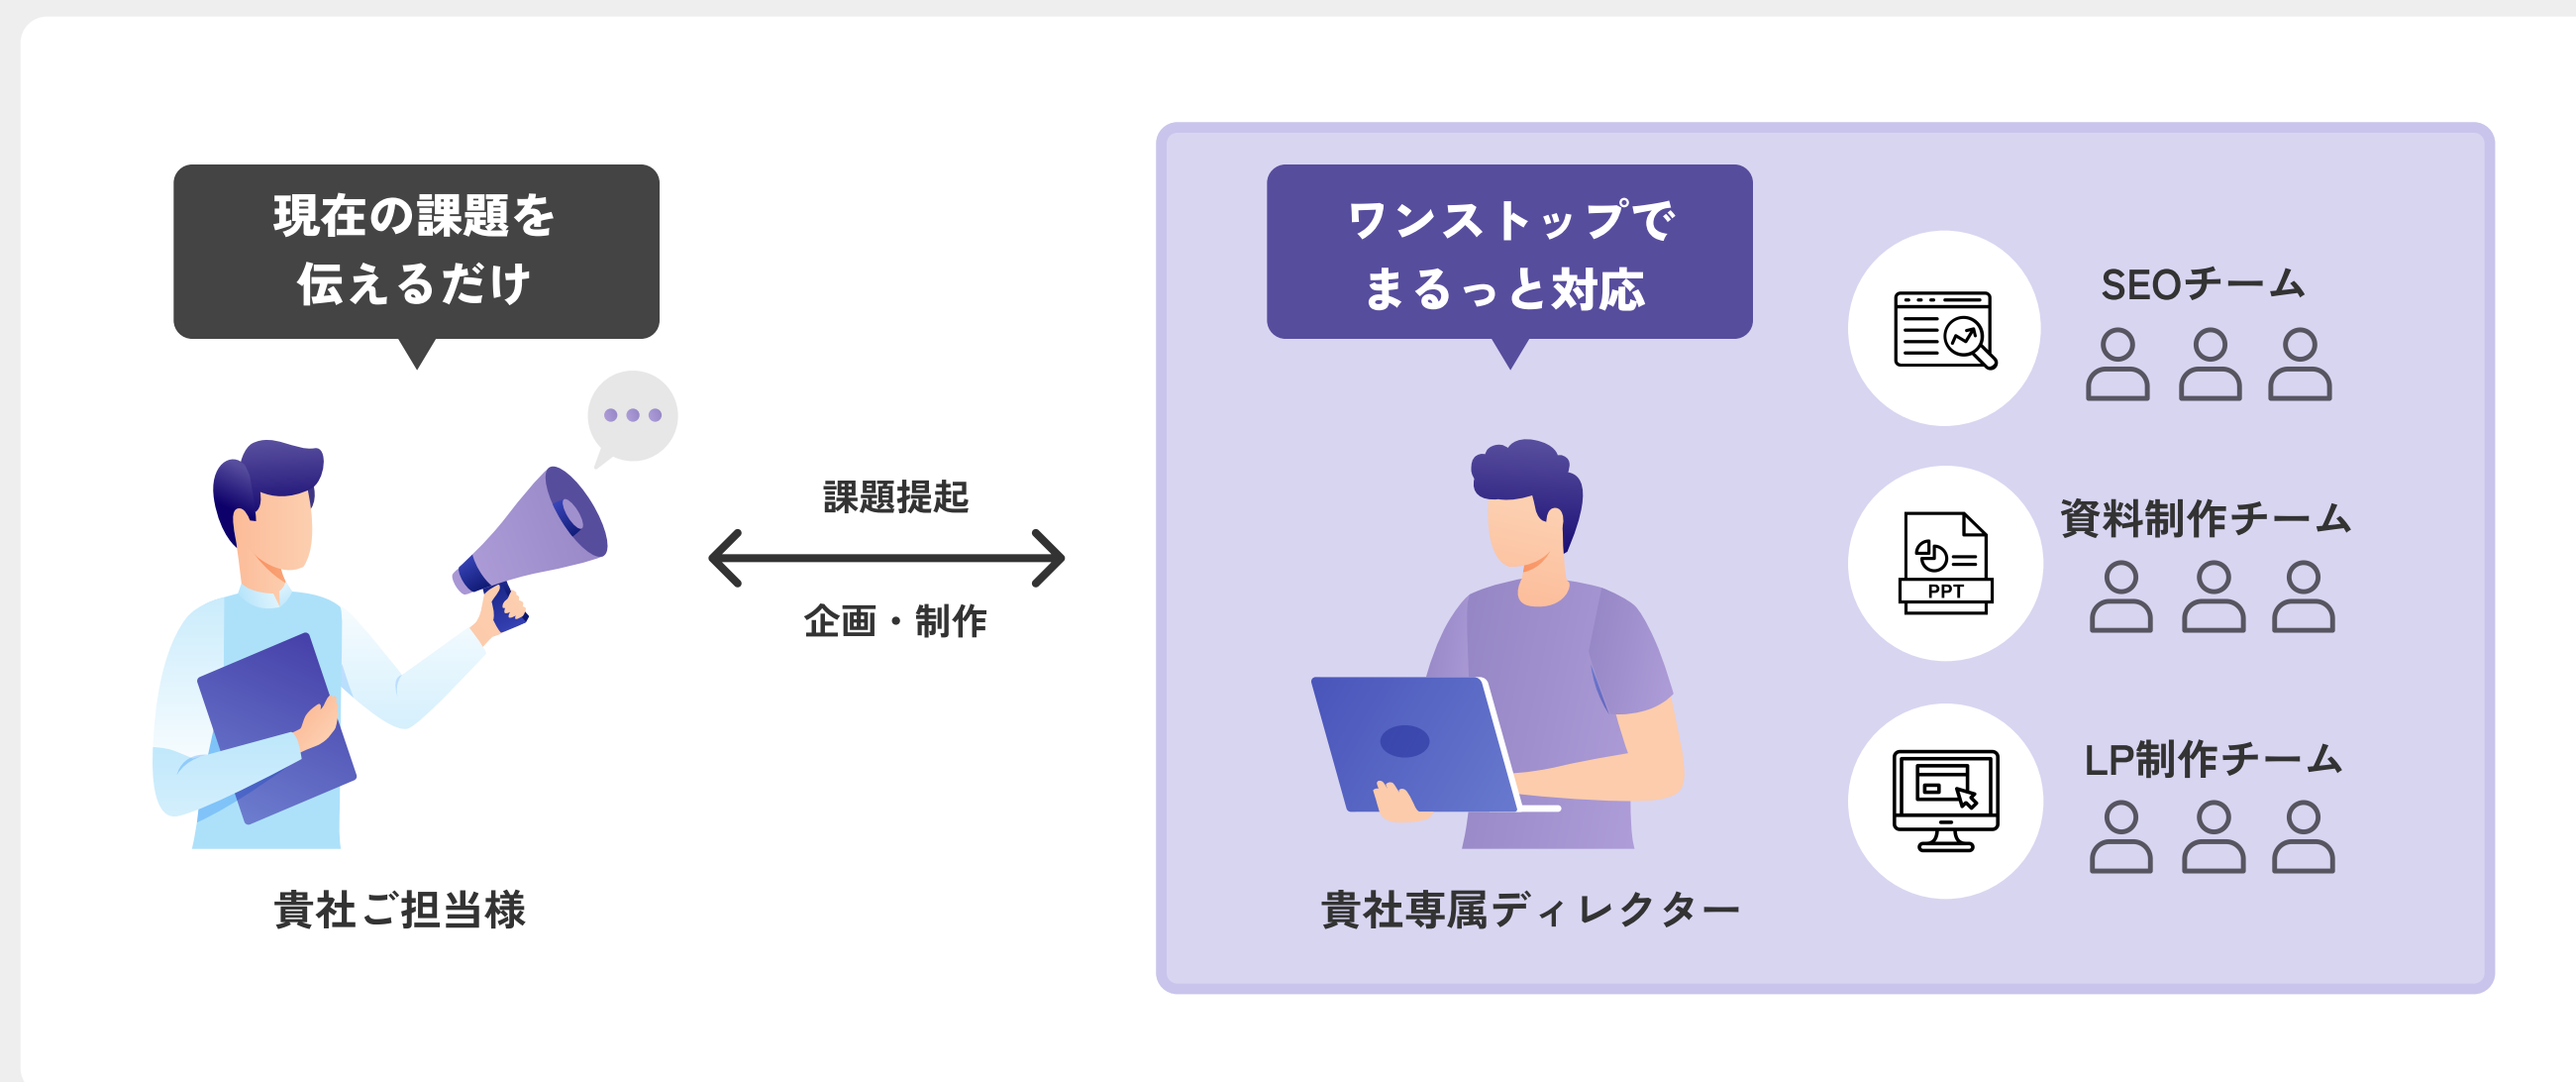 現在の課題を
伝えるだけ
課題提起
企画・制作
貴社ご担当様
ワンストップで
まるっと対応
貴社専属ディレクター
SEOチーム
資料制作チーム
PPT
LP制作チーム